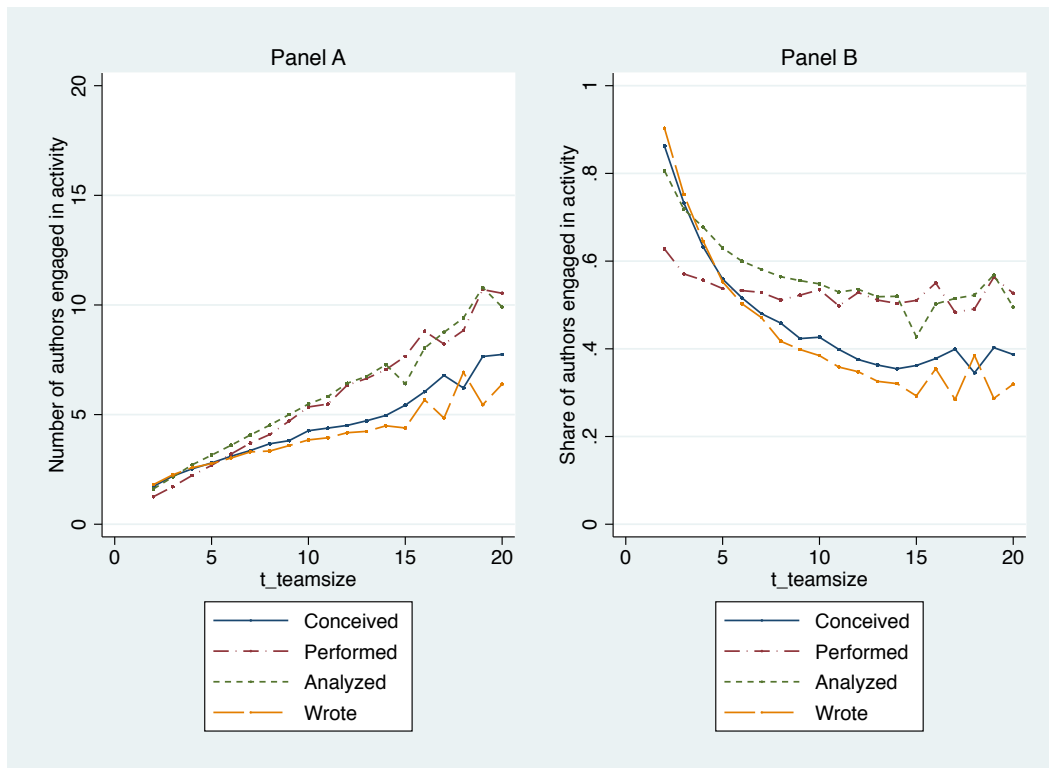 Panel A
Number of authors engaged in activity
20
15
10
5
0
0 5 10 15 20
t_teamsize
Conceived
Performed
Analyzed
Wrote
Panel B
Share of authors engaged in activity
1
.8
.6
.4
.2
0
0 5 10 15 20
t_teamsize
Conceived
Performed
Analyzed
Wrote